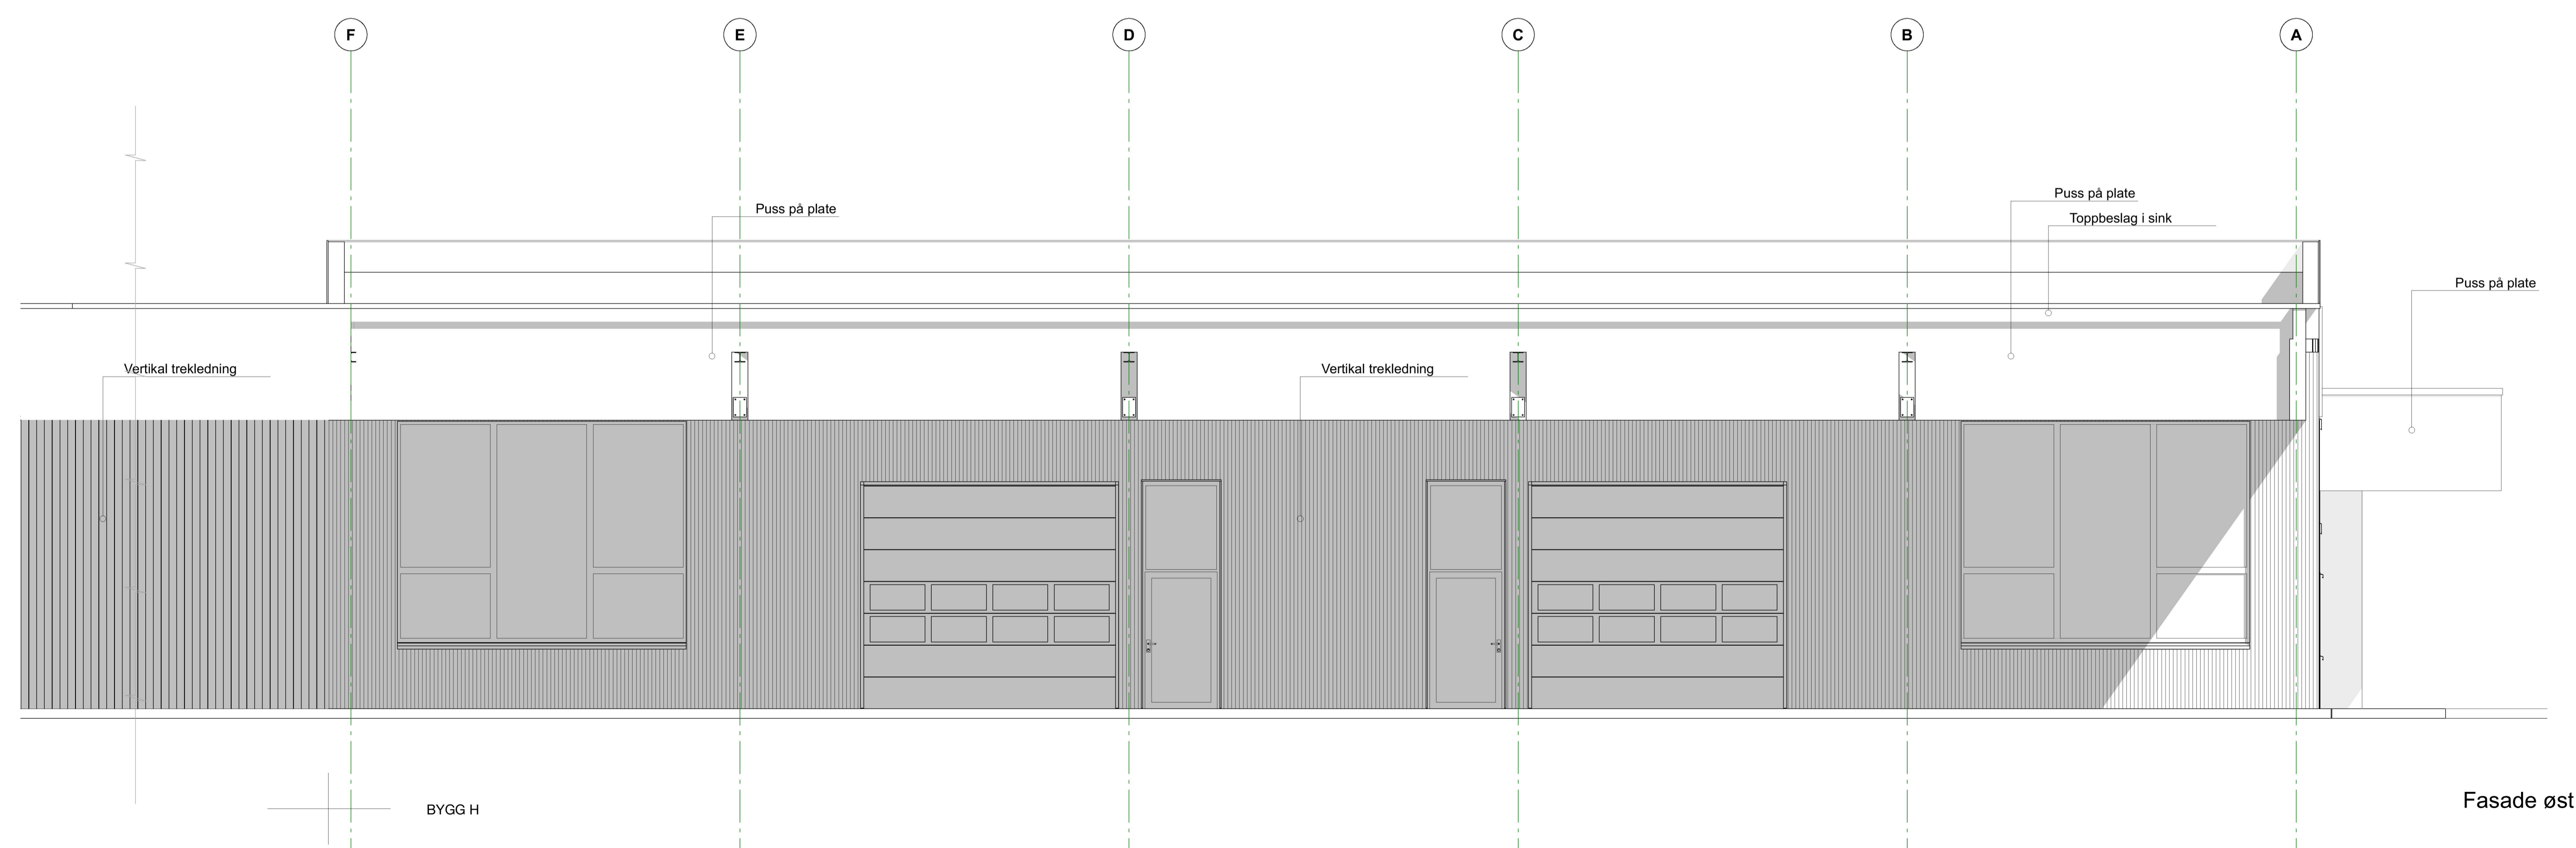 F E D C B A
Puss på plate
Toppbeslag i sink
Puss på plate
Puss på plate
Vertikal trekledning
Vertikal trekledning
BYGG H
Fasade øst